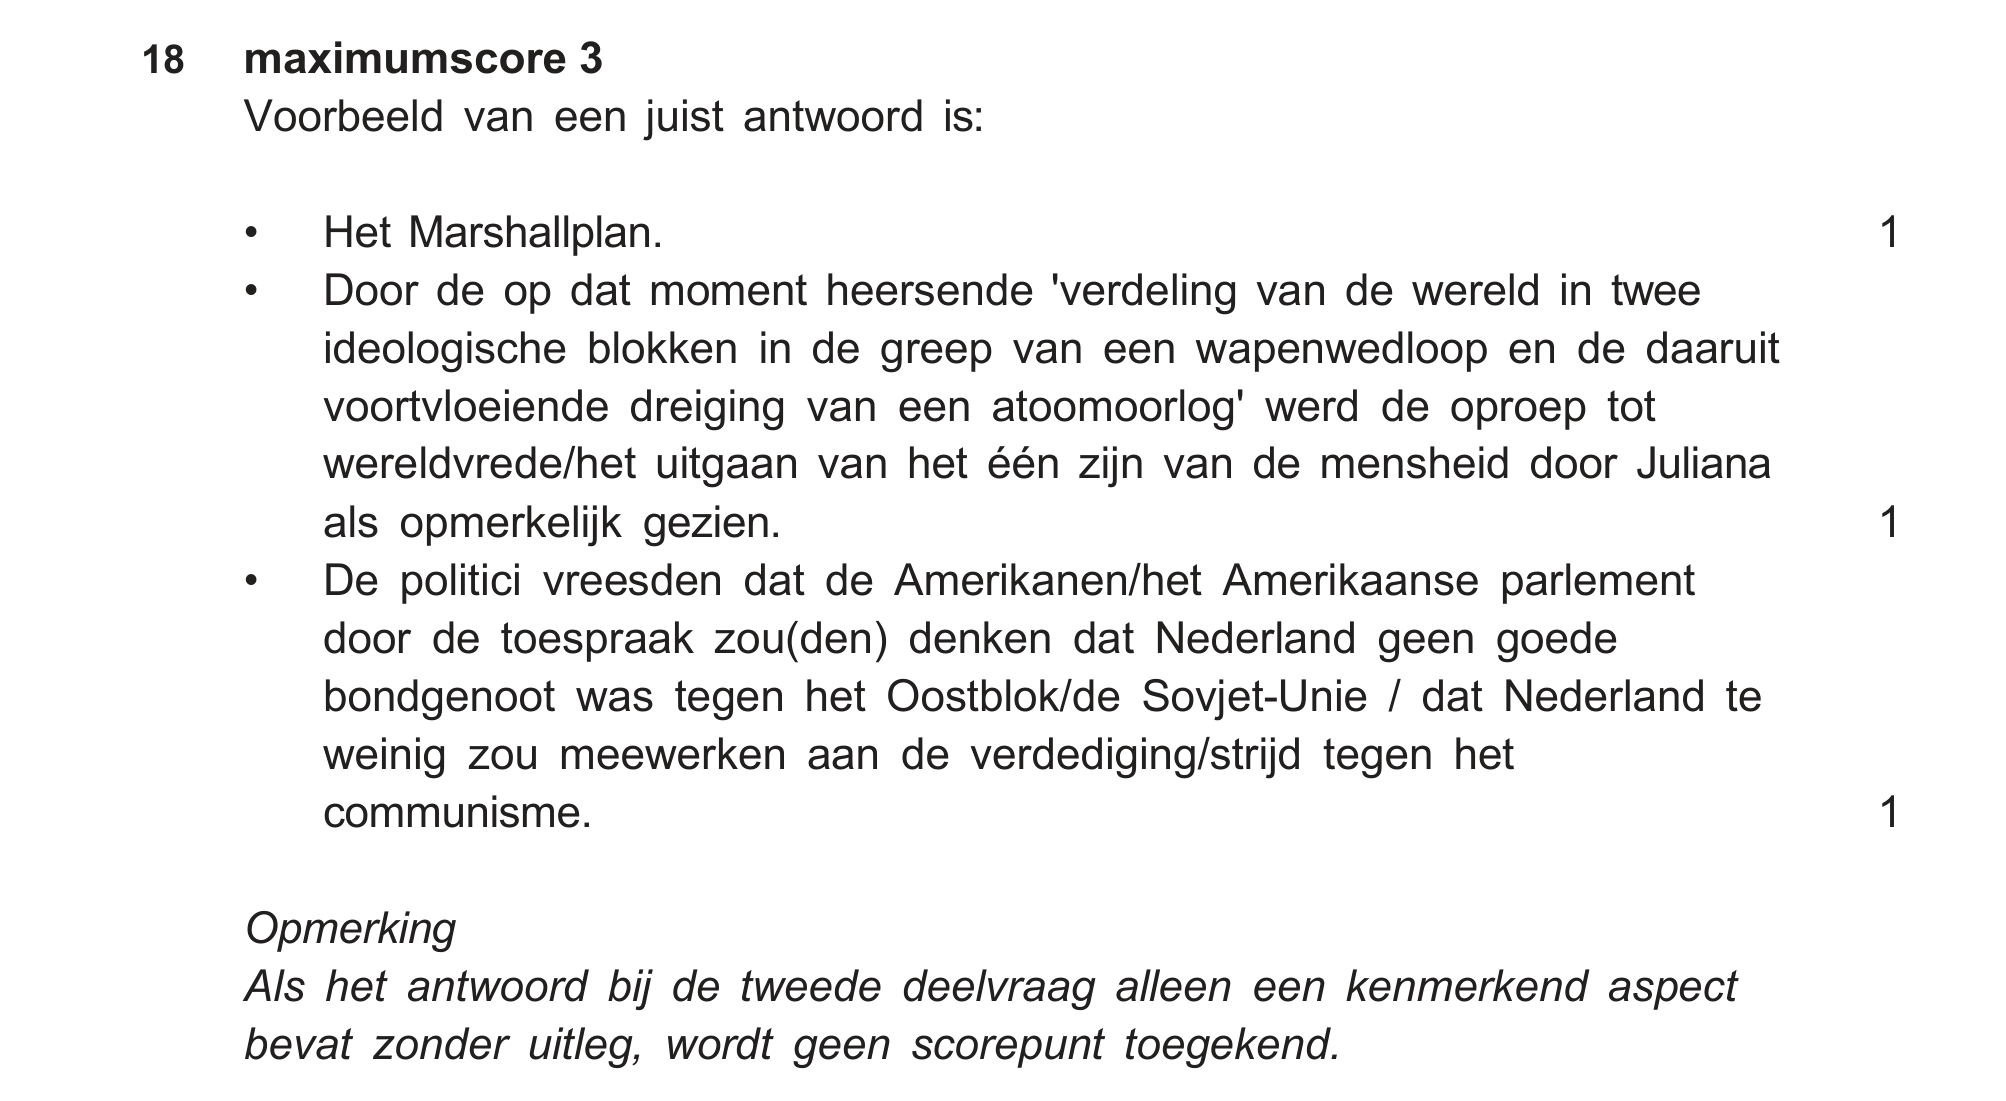 18 maximumscore 3
Voorbeeld van een juist antwoord is:
• Het Marshallplan. 1
• Door de op dat moment heersende 'verdeling van de wereld in twee
ideologische blokken in de greep van een wapenwedloop en de daaruit
voortvloeiende dreiging van een atoomoorlog' werd de oproep tot
wereldvrede/het uitgaan van het één zijn van de mensheid door Juliana
als opmerkelijk gezien. 1
• De politici vreesden dat de Amerikanen/het Amerikaanse parlement
door de toespraak zou(den) denken dat Nederland geen goede
bondgenoot was tegen het Oostblok/de Sovjet-Unie / dat Nederland te
weinig zou meewerken aan de verdediging/strijd tegen het
communisme. 1
Opmerking
Als het antwoord bij de tweede deelvraag alleen een kenmerkend aspect
bevat zonder uitleg, wordt geen scorepunt toegekend.